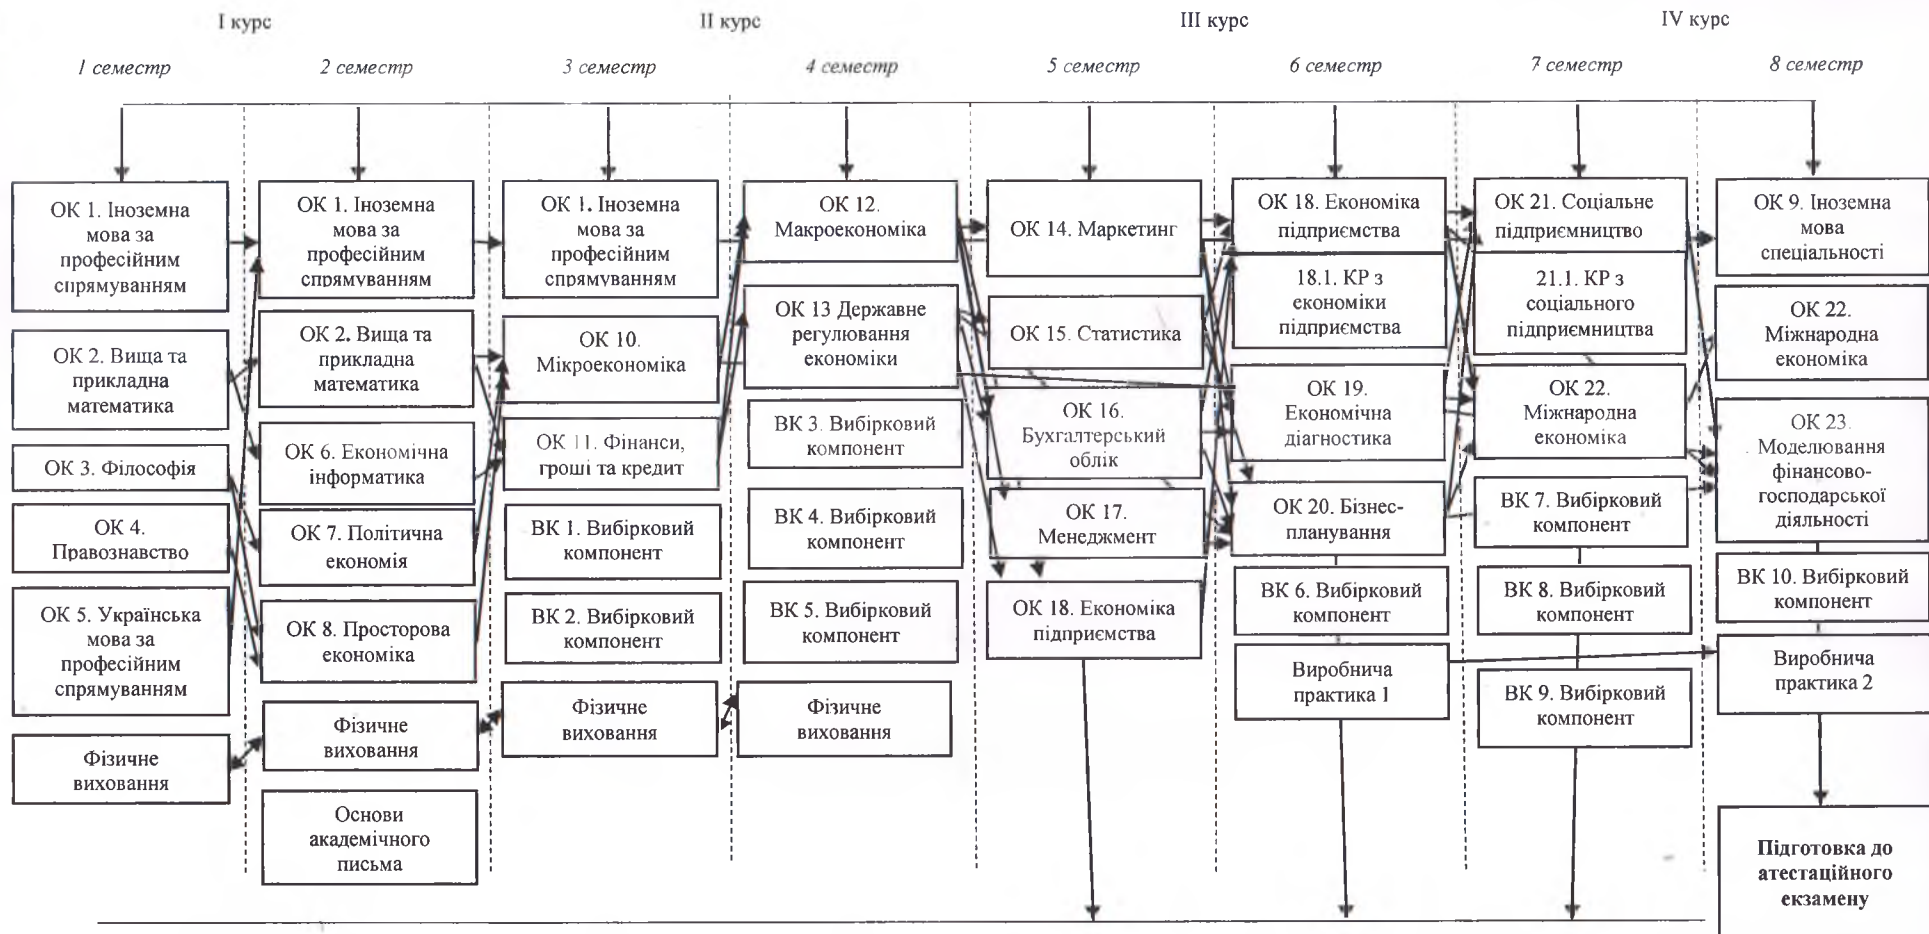 І курс
ІІ курс
ІІІ курс
IV курс
1 семестр
2 семестр
3 семестр
4 семестр
5 семестр
6 семестр
7 семестр
8 семестр
ОК 1. Іноземна
мова за
професійним
спрямуванням
ОК 2. Вища та
прикладна
математика
ОК 3. Філософія
ОК 4.
Правознавство
ОК 5. Українська
мова за
професійним
спрямуванням
Фізичне
виховання
ОК 1. Іноземна
мова за
професійним
спрямуванням
ОК 2. Вища та
прикладна
математика
ОК 6. Економічна
інформатика
ОК 7. Політична
економія
ОК 8. Просторова
економіка
Фізичне
виховання
Основи
академічного
письма
ОК 1. Іноземна
мова за
професійним
спрямуванням
ОК 10.
Мікроекономіка
ОК 11. Фінанси,
гроші та кредит
ВК 1. Вибірковий
компонент
ВК 2. Вибірковий
компонент
Фізичне
виховання
ОК 12.
Макроекономіка
ОК 13 Державне
регулювання
економіки
ВК 3. Вибірковий
компонент
ВК 4. Вибірковий
компонент
ВК 5. Вибірковий
компонент
Фізичне
виховання
ОК 14. Маркетинг
ОК 15. Статистика
ОК 16.
Бухгалтерський
облік
ОК 17.
Менеджмент
ОК 18. Економіка
підприємства
ОК 18. Економіка
підприємства
18.1. КР з
економіки
підприємства
ОК 19.
Економічна
діагностика
ОК 20. Бізнес-
планування
ВК 6. Вибірковий
компонент
Виробнича
практика 1
ОК 21. Соціальне
підприємництво
21.1. КР з
соціального
підприємництва
ОК 22.
Міжнародна
економіка
ВК 7. Вибірковий
компонент
ВК 8. Вибірковий
компонент
ВК 9. Вибірковий
компонент
ОК 9. Іноземна
мова
спеціальності
ОК 22.
Міжнародна
економіка
ОК 23.
Моделювання
фінансово-
господарської
діяльності
ВК 10. Вибірковий
компонент
Виробнича
практика 2
Підготовка до
атестаційного
екзамену